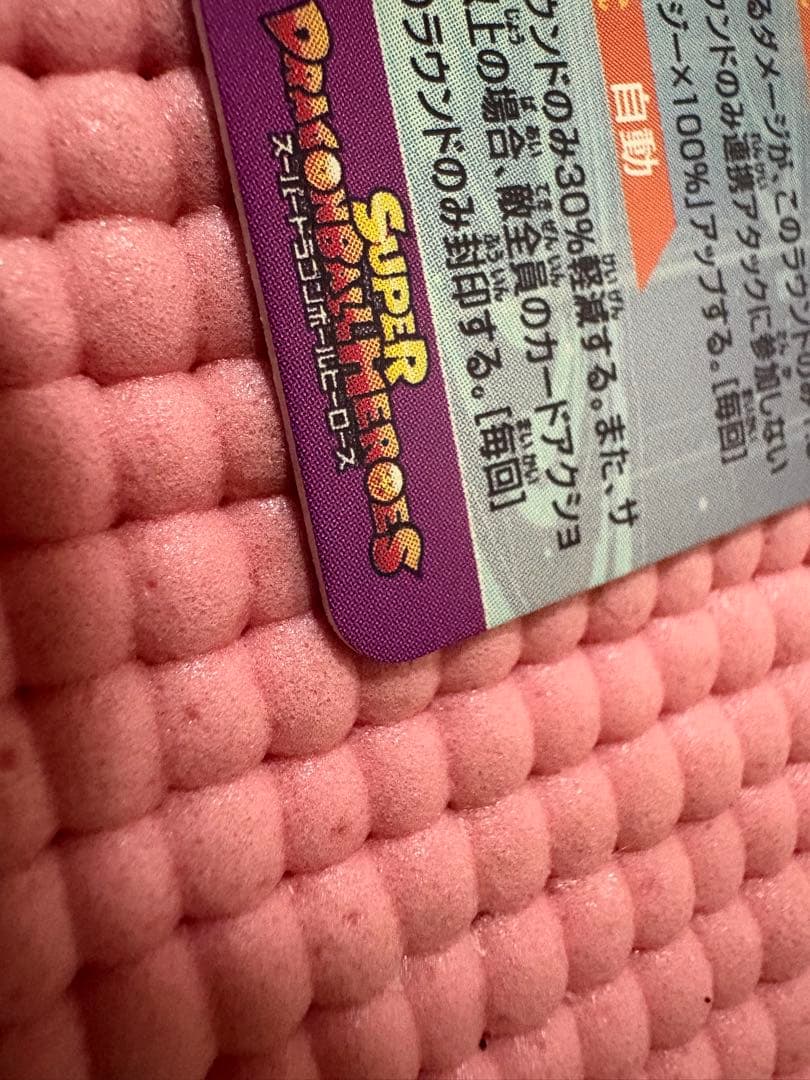 るダメージが、このラウンドの
ンドのみ連携アタックに参加しない
ジー×100%」アップする。[毎回]
自動
ウンドのみ30%軽減する。また、サ
上の場合、敵全員のカードアクショ
ラウンドのみ封印する。[毎回]
SUPER
DRAGONBALL HEROES
スーパードラゴンボールヒーローズ